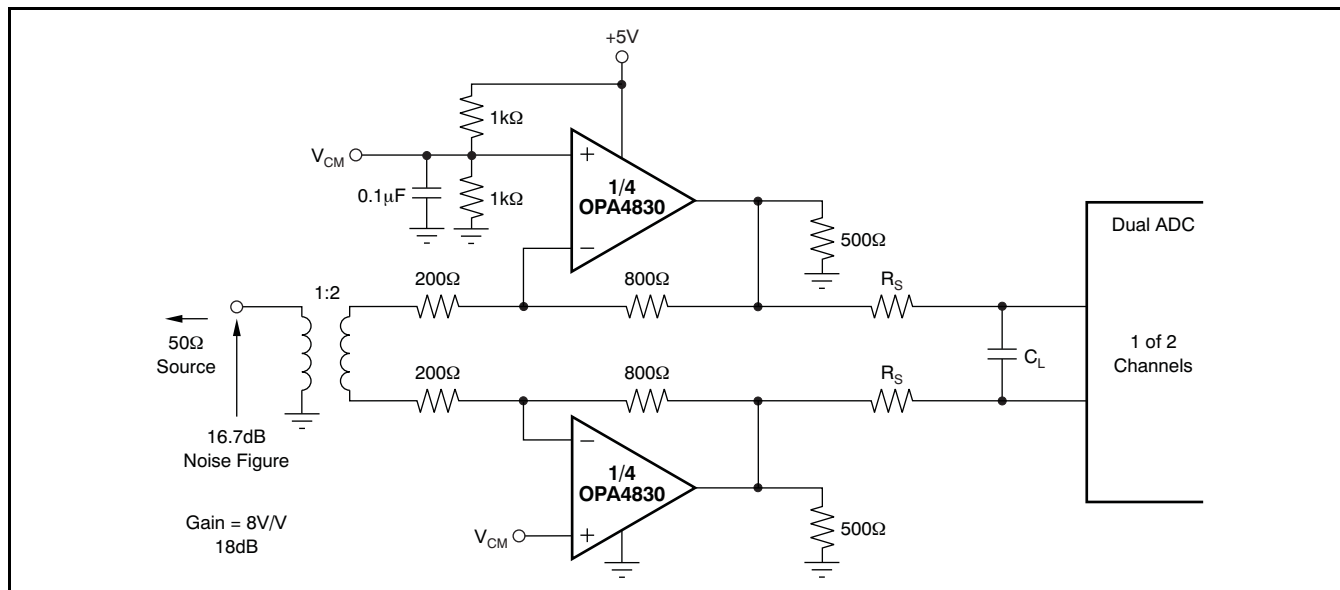 +5V
1kΩ
V_CM
+
0.1μF
1kΩ
1/4
OPA4830
−
500Ω
Dual ADC
1:2
200Ω
800Ω
R_S
50Ω
Source
1 of 2
Channels
C_L
200Ω
800Ω
R_S
16.7dB
Noise Figure
−
1/4
OPA4830
Gain = 8V/V
18dB
V_CM
+
500Ω